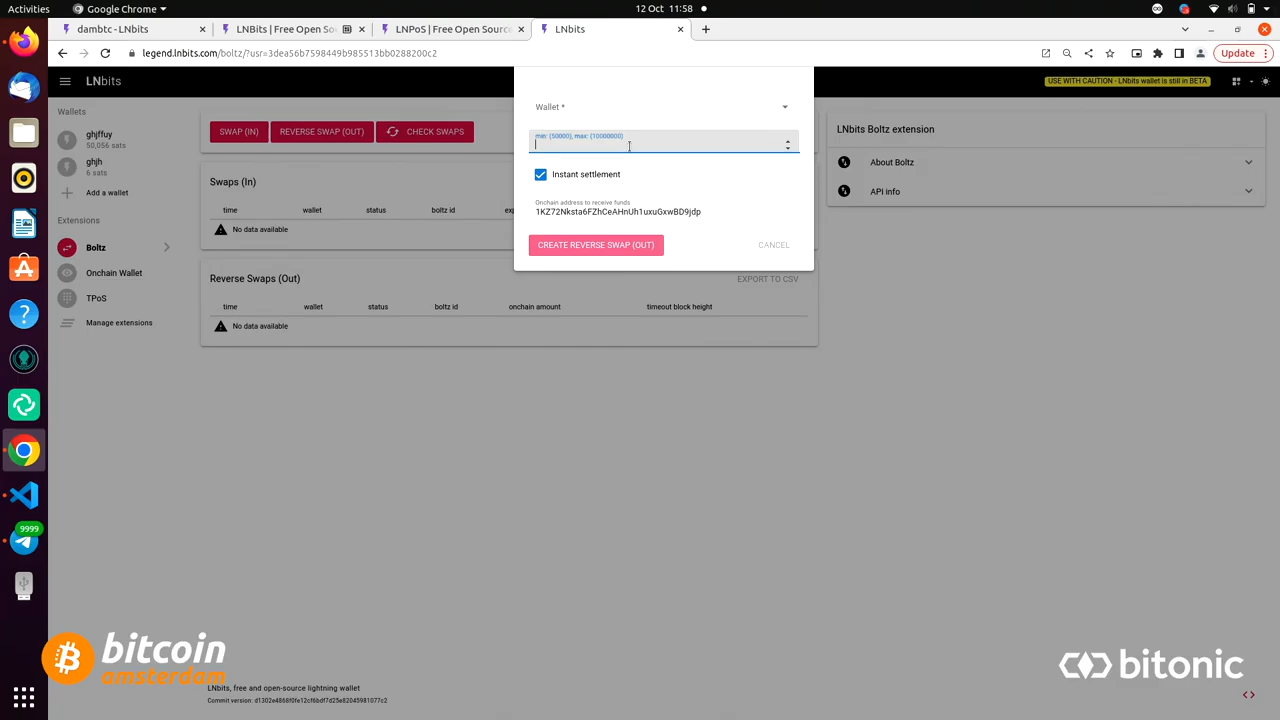 Google Chrome
12 Oct 11:58
dambtc - LNbits
LNBits | Free Open So
LNPoS | Free Open Source
LNbits
legend.lnbits.com/boltz/?usr=3dea56b7598449b985513bb0288200c2
Update
LNbits
USE WITH CAUTION - LNbits wallet is still in BETA
Wallets
ghjffuy
50,056 sats
ghjh
6 sats
Add a wallet
Extensions
Boltz
Onchain Wallet
TPoS
Manage extensions
9999
SWAP (IN)
REVERSE SWAP (OUT)
CHECK SWAPS
Swaps (In)
time
wallet
status
boltz id
No data available
Reverse Swaps (Out)
EXPORT TO CSV
time
wallet
status
boltz id
onchain amount
timeout block height
No data available
Wallet *
min: (50000), max: (10000000)
Instant settlement
Onchain address to receive funds
1KZ72Nksta6FZhCeAHnUh1uxuGxwBD9jdp
CREATE REVERSE SWAP (OUT)
CANCEL
LNbits Boltz extension
About Boltz
API info
bitcoin
amsterdam
bitonic
LNbits, free and open-source lightning wallet
Commit version: d1302e4868f0fe12cf6bdf7d25e82045981077c2